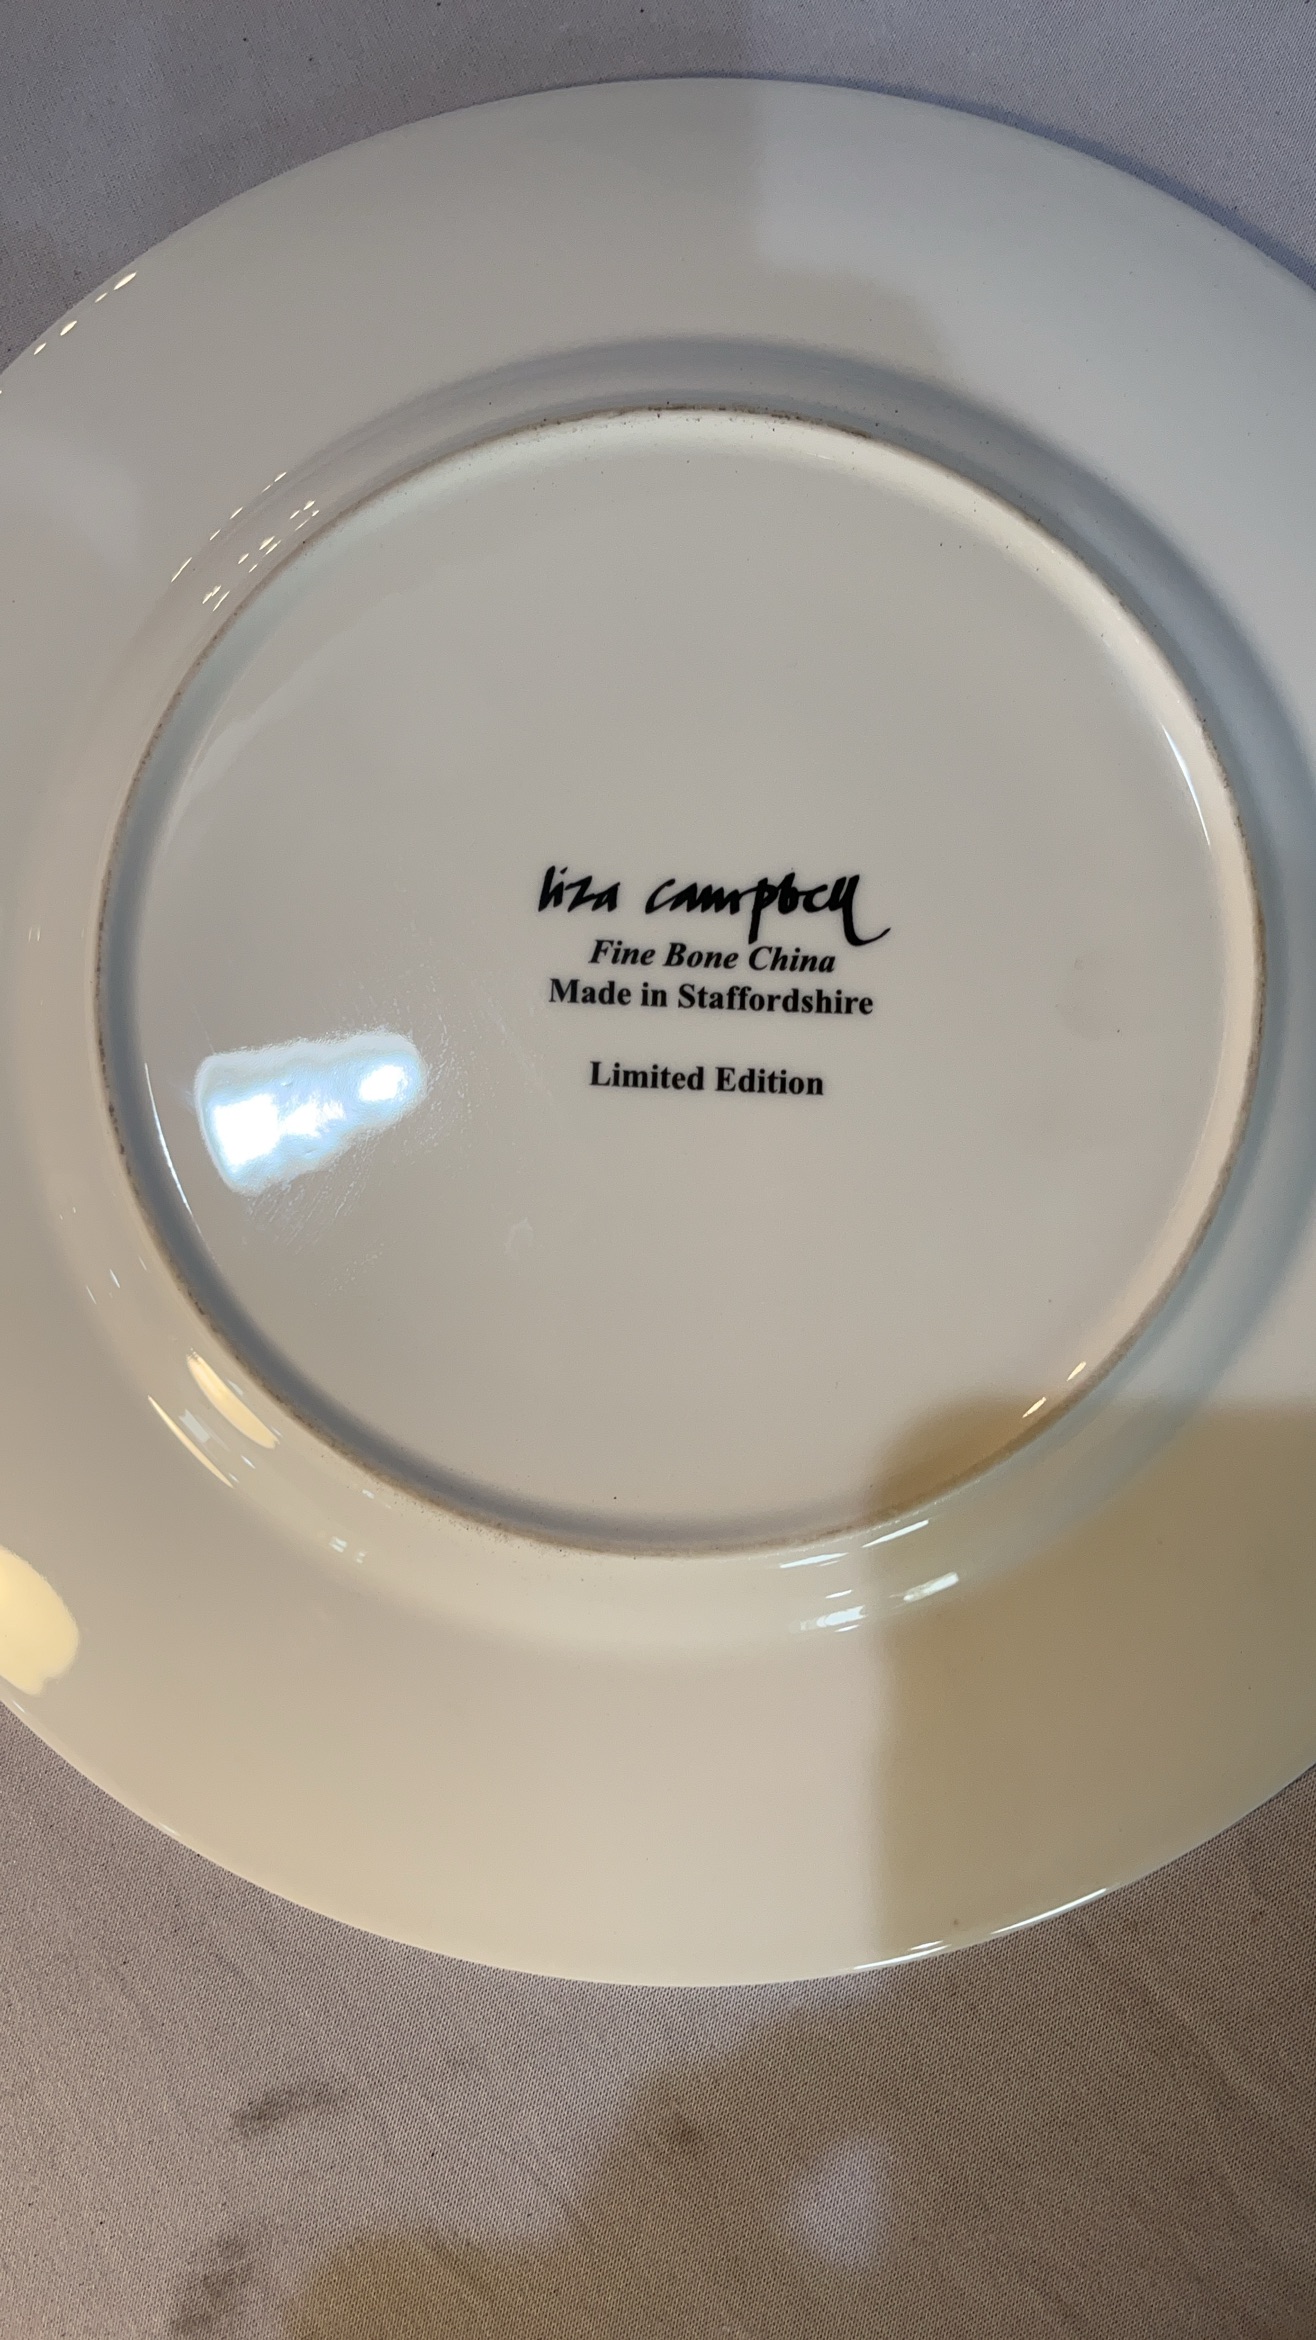 liza campbell
Fine Bone China
Made in Staffordshire
Limited Edition